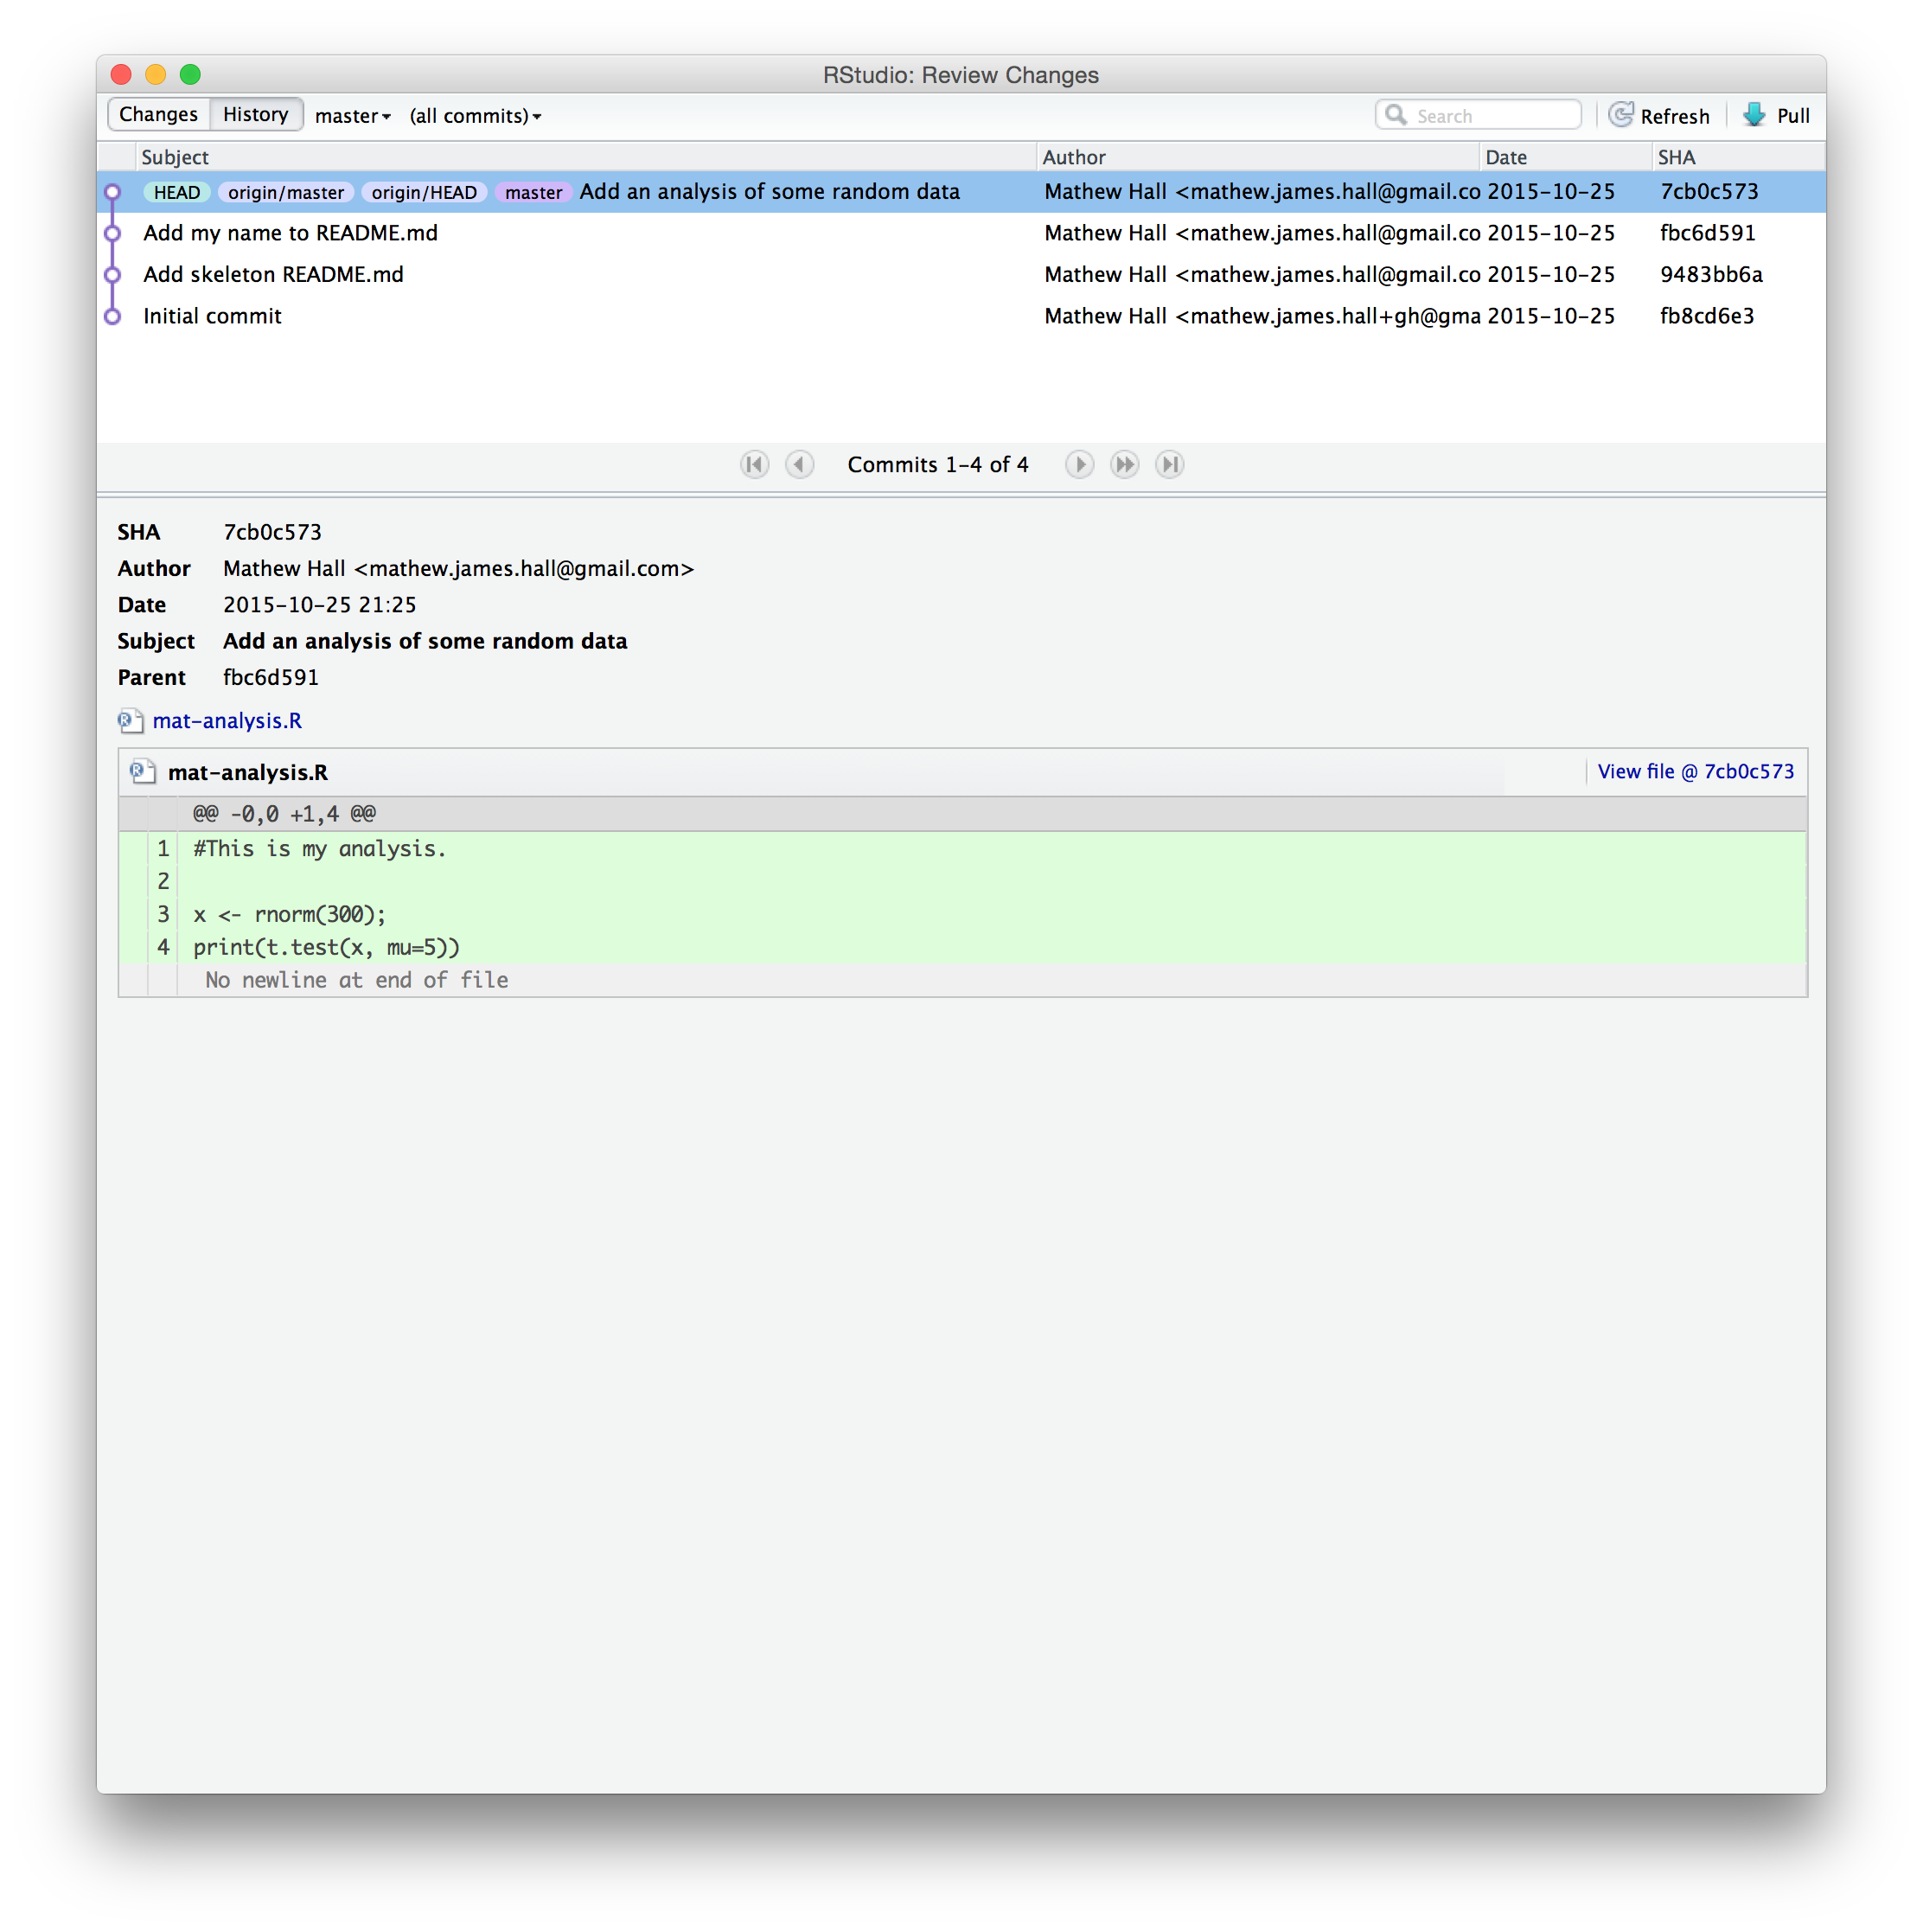 RStudio: Review Changes
Changes History master (all commits) Search Refresh Pull
Subject Author Date SHA
HEAD origin/master origin/HEAD master Add an analysis of some random data Mathew Hall <mathew.james.hall@gmail.co 2015-10-25 7cb0c573
Add my name to README.md Mathew Hall <mathew.james.hall@gmail.co 2015-10-25 fbc6d591
Add skeleton README.md Mathew Hall <mathew.james.hall@gmail.co 2015-10-25 9483bb6a
Initial commit Mathew Hall <mathew.james.hall+gh@gma 2015-10-25 fb8cd6e3
Commits 1-4 of 4
SHA 7cb0c573
Author Mathew Hall <mathew.james.hall@gmail.com>
Date 2015-10-25 21:25
Subject Add an analysis of some random data
Parent fbc6d591
mat-analysis.R
mat-analysis.R View file @ 7cb0c573
@@ -0,0 +1,4 @@
1 #This is my analysis.
2
3 x <- rnorm(300);
4 print(t.test(x, mu=5))
No newline at end of file